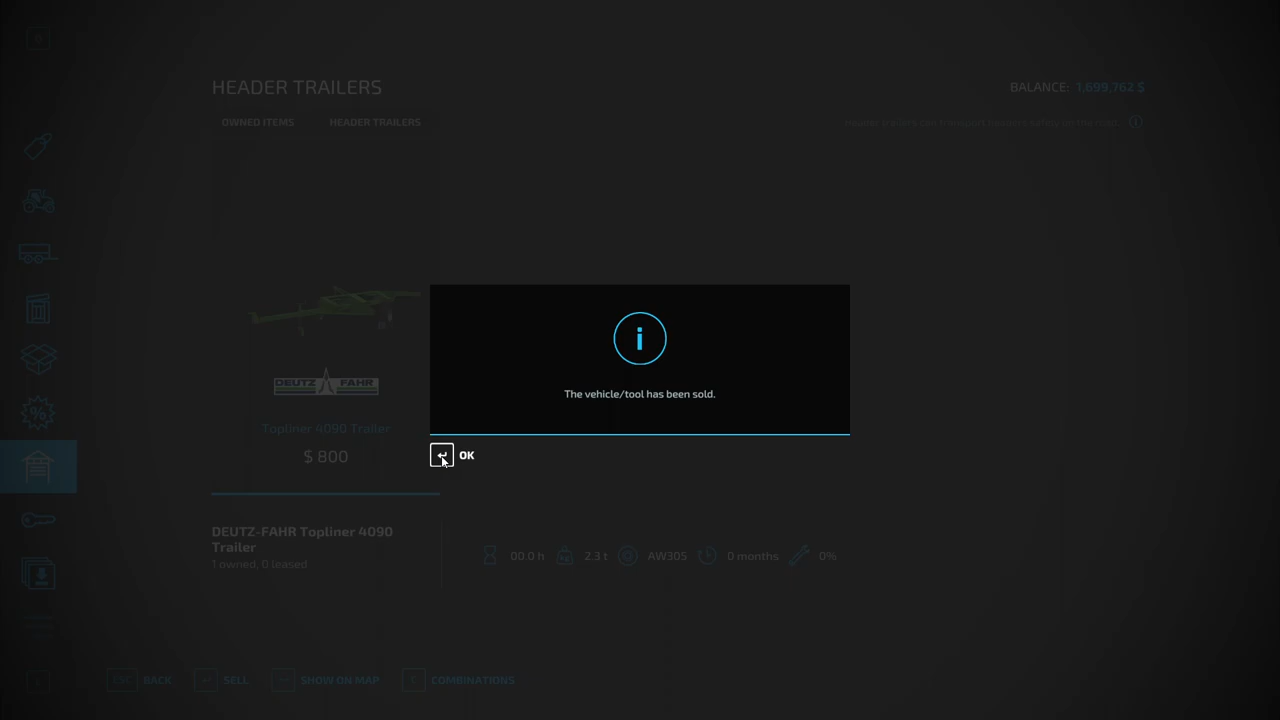 HEADER TRAILERS
BALANCE: 1,699,762 $
OWNED ITEMS HEADER TRAILERS
Header trailers can transport headers safely on the road.
The vehicle/tool has been sold.
DEUTZ FAHR
Topliner 4090 Trailer
$ 800
OK
DEUTZ-FAHR Topliner 4090
Trailer
1 owned, 0 leased
00.0 h 2.3 t AW305 0 months 0%
ESC BACK SELL SHOW ON MAP COMBINATIONS